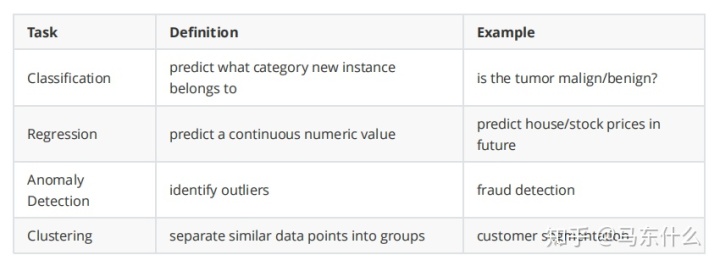 Task Definition Example
Classification
predict what category new instance
belongs to
is the tumor malign/benign?
Regression
predict a continuous numeric value
predict house/stock prices in
future
Anomaly
Detection
identify outliers
fraud detection
Clustering
separate similar data points into groups
customer segmentation
知乎 @马东什么